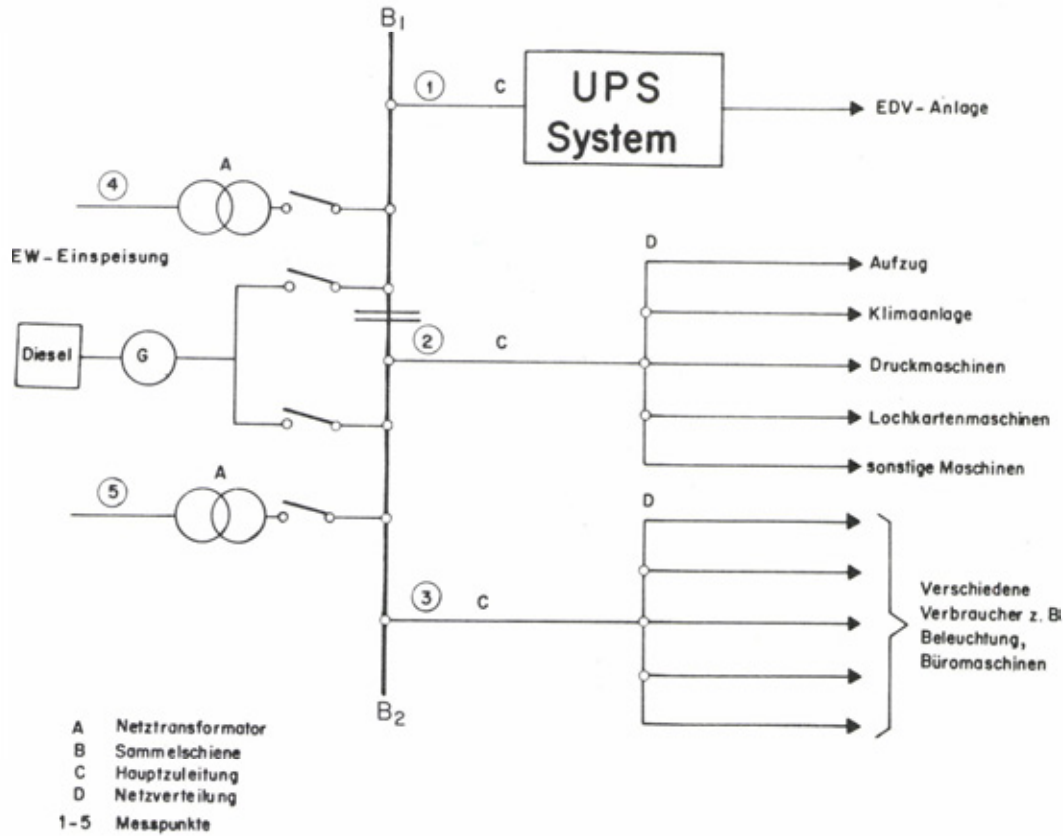 B1
1
C
UPS
System
EDV-Anlage
4
A
EW-Einspeisung
D
Aufzug
Klimaanlage
Diesel
G
2
C
Druckmaschinen
Lochkartenmaschinen
5
A
sonstige Maschinen
D
3
C
Verschiedene
Verbraucher z. B
Beleuchtung,
Büromaschinen
B2
A Netztransformator
B Sammelschiene
C Hauptzuleitung
D Netzverteilung
1-5 Messpunkte